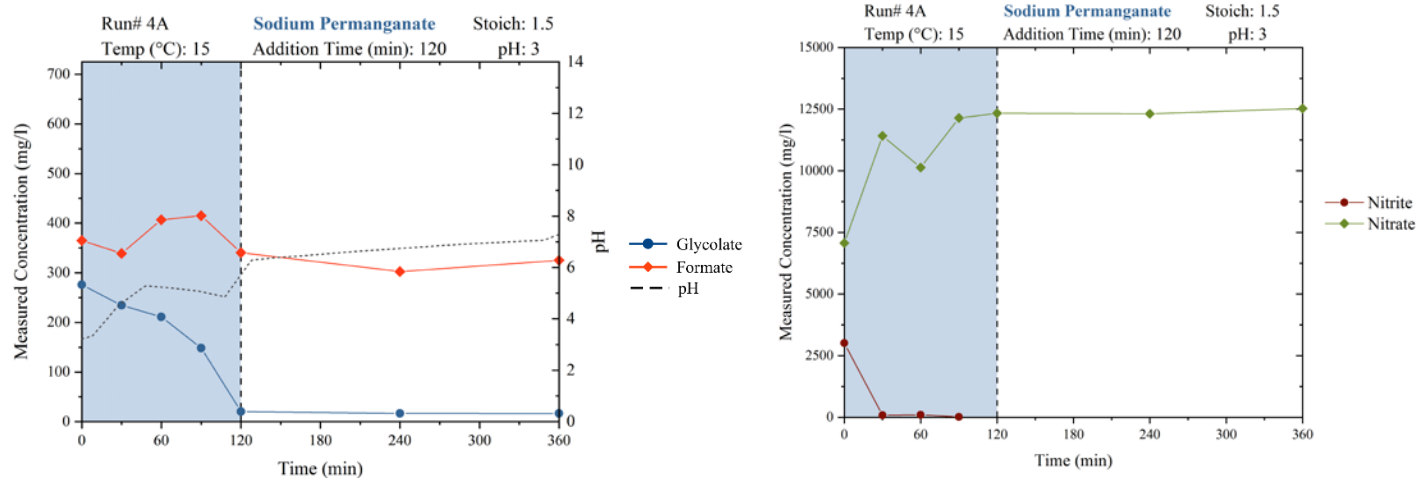 Run# 4A Sodium Permanganate Stoich: 1.5
Temp (°C): 15 Addition Time (min): 120 pH: 3
700
600
500
400
300
200
100
0
Measured Concentration (mg/l)
14
12
10
8
6
4
2
0
pH
0 60 120 180 240 300 360
Time (min)
Glycolate
Formate
pH
Run# 4A Sodium Permanganate Stoich: 1.5
Temp (°C): 15 Addition Time (min): 120 pH: 3
15000
12500
10000
7500
5000
2500
0
Measured Concentration (mg/l)
0 60 120 180 240 300 360
Time (min)
Nitrite
Nitrate